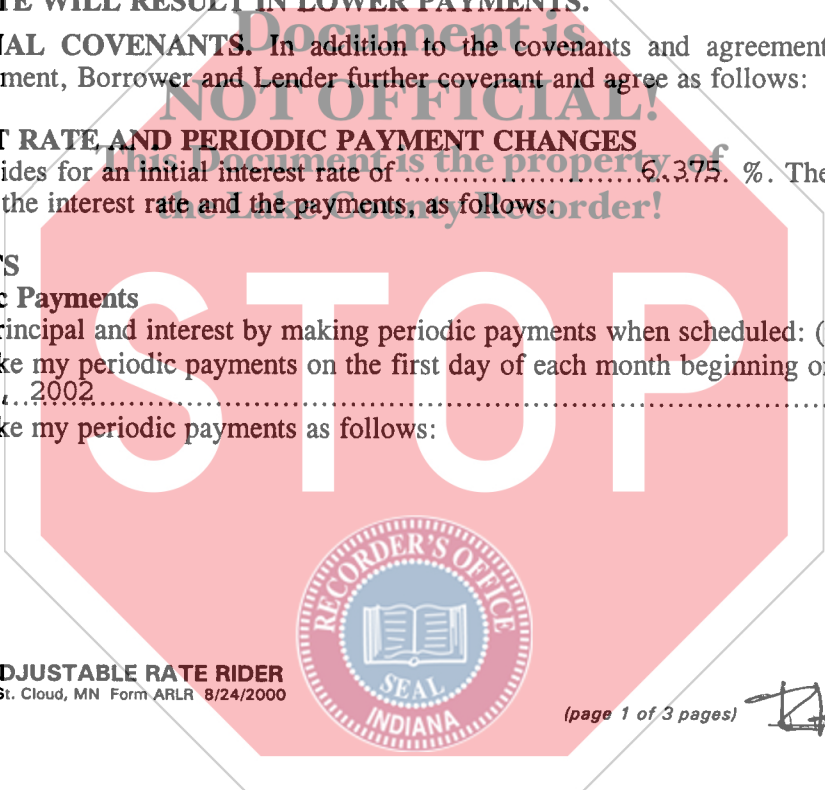 TE WILL RESULT IN LOWER PAYMENTS.
Document is
IAL COVENANTS. In addition to the covenants and agreement
ment, Borrower and Lender further covenant and agree as follows:
NOT OFFICIAL!
T RATE AND PERIODIC PAYMENT CHANGES
This Document is the property of
ides for an initial interest rate of ........................6.375. %. The
the interest rate and the payments, as follows:
the Lake County Recorder!
TS
c Payments
rincipal and interest by making periodic payments when scheduled: (
ke my periodic payments on the first day of each month beginning o
, 2002
ke my periodic payments as follows:
STOP
RECORDER'S OFFICE
SEAL
INDIANA
DJUSTABLE RATE RIDER
St. Cloud, MN Form ARLR 8/24/2000
(page 1 of 3 pages)